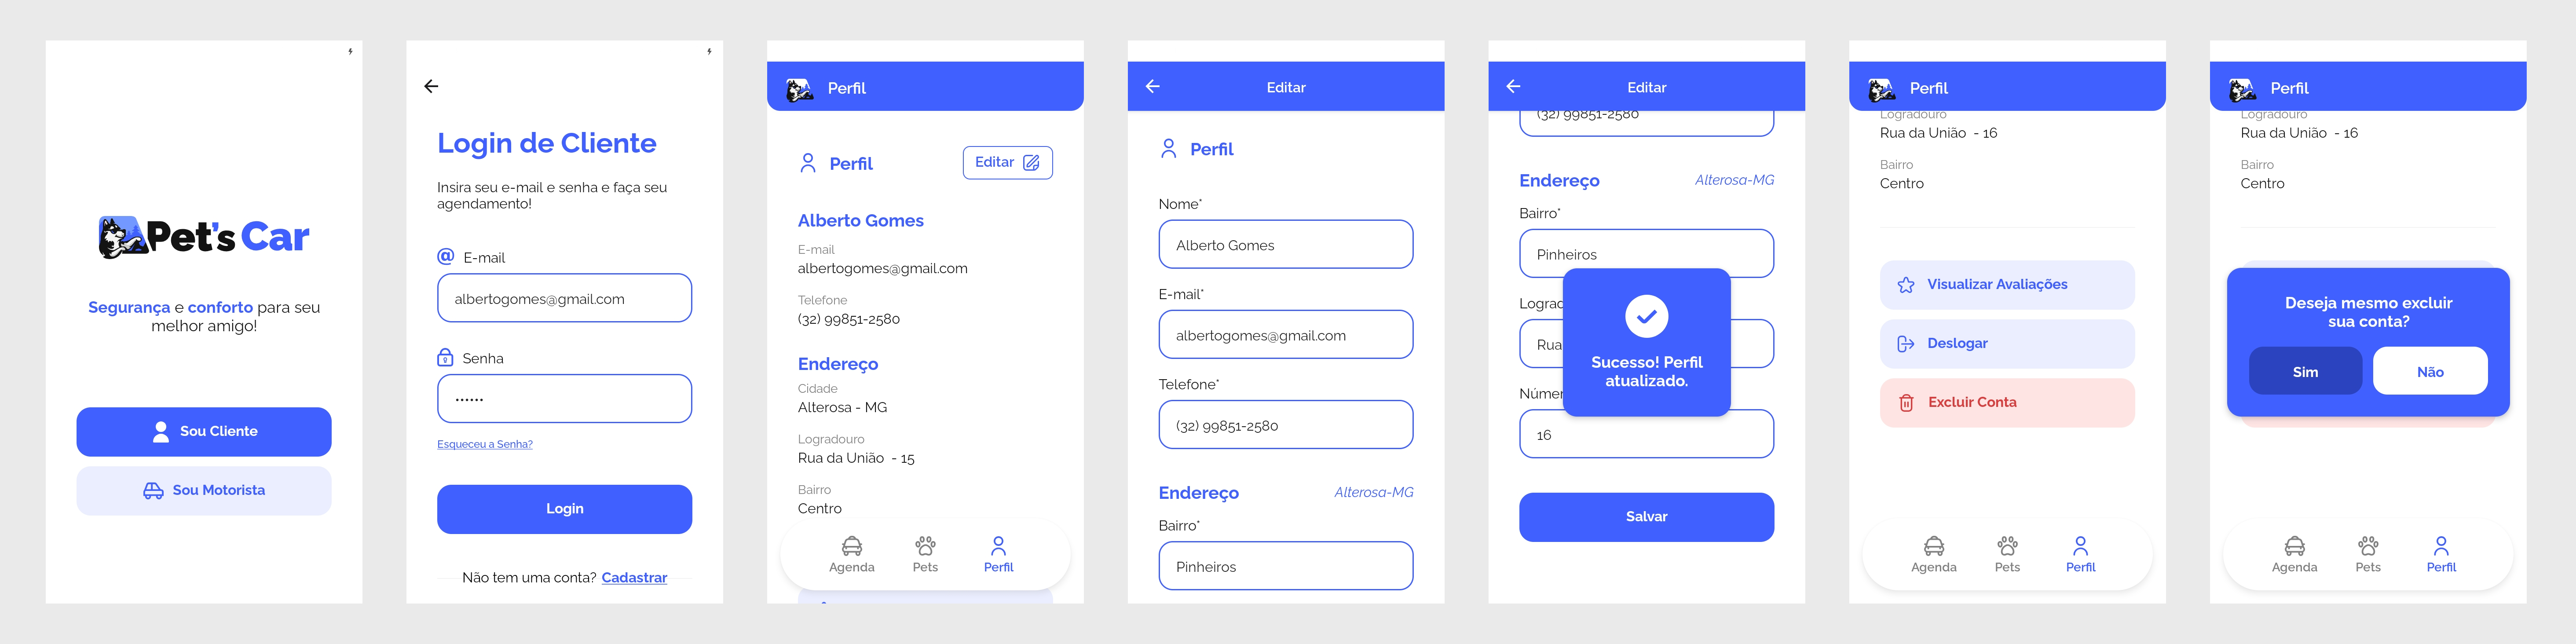 Pet's Car
Segurança e conforto para seu
melhor amigo!
Sou Cliente
Sou Motorista
Login de Cliente
Insira seu e-mail e senha e faça seu
agendamento!
@ E-mail
albertogomes@gmail.com
Senha
••••••
Esqueceu a Senha?
Login
Não tem uma conta? Cadastrar
Perfil
Perfil
Editar
Alberto Gomes
E-mail
albertogomes@gmail.com
Telefone
(32) 99851-2580
Endereço
Cidade
Alterosa - MG
Logradouro
Rua da União - 15
Bairro
Centro
Agenda
Pets
Perfil
Editar
Perfil
Nome*
Alberto Gomes
E-mail*
albertogomes@gmail.com
Telefone*
(32) 99851-2580
Endereço
Alterosa-MG
Bairro*
Pinheiros
Editar
(32) 99851-2580
Endereço
Alterosa-MG
Bairro*
Pinheiros
Lograd
Rua
Sucesso! Perfil
atualizado.
Númer
16
Salvar
Perfil
Logradouro
Rua da União - 16
Bairro
Centro
Visualizar Avaliações
Deslogar
Excluir Conta
Agenda
Pets
Perfil
Perfil
Logradouro
Rua da União - 16
Bairro
Centro
Deseja mesmo excluir
sua conta?
Sim
Não
Agenda
Pets
Perfil